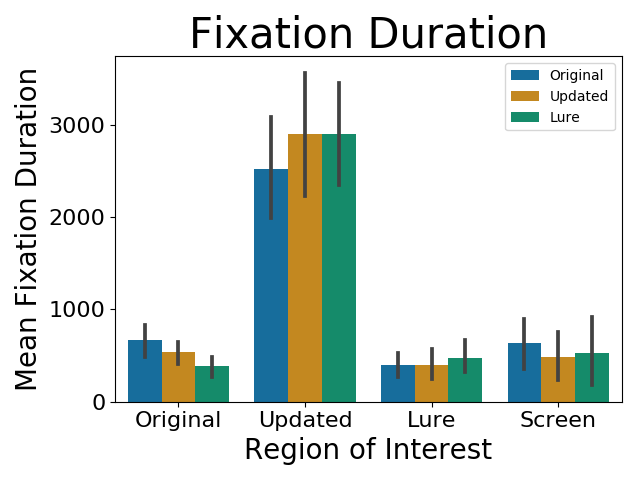 Fixation Duration
Original
Updated
Lure
Mean Fixation Duration
3000
2000
1000
0
Original Updated Lure Screen
Region of Interest